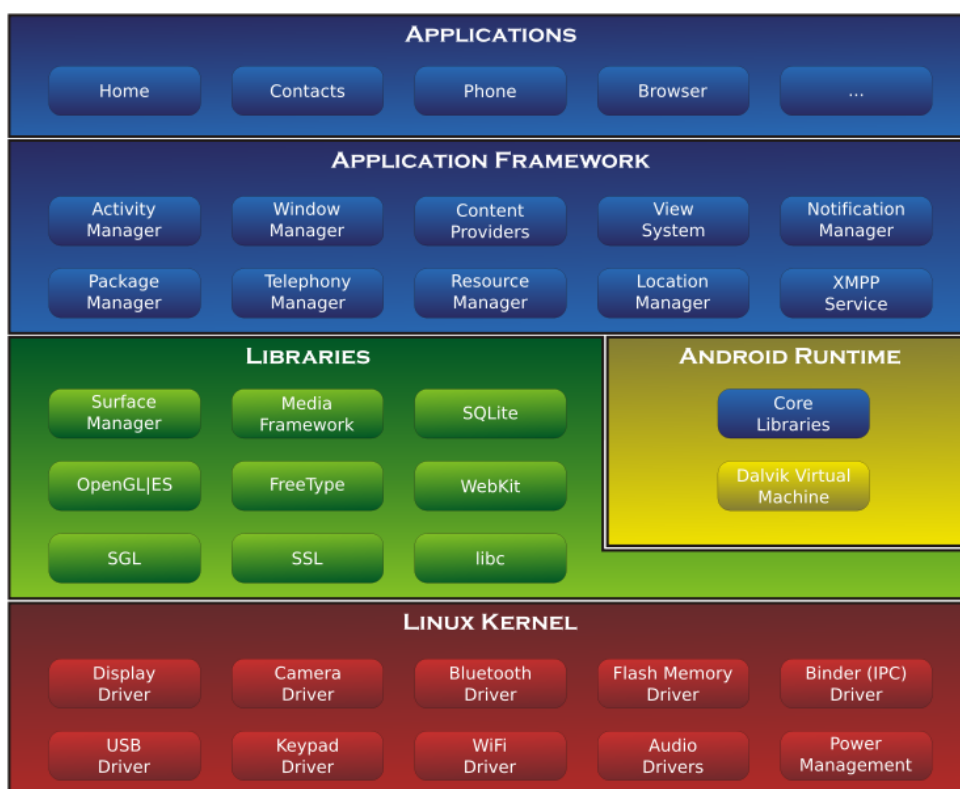 APPLICATIONS
Home
Contacts
Phone
Browser
...
APPLICATION FRAMEWORK
Activity
Manager
Window
Manager
Content
Providers
View
System
Notification
Manager
Package
Manager
Telephony
Manager
Resource
Manager
Location
Manager
XMPP
Service
LIBRARIES
Surface
Manager
Media
Framework
SQLite
OpenGL|ES
FreeType
WebKit
SGL
SSL
libc
ANDROID RUNTIME
Core
Libraries
Dalvik Virtual
Machine
LINUX KERNEL
Display
Driver
Camera
Driver
Bluetooth
Driver
Flash Memory
Driver
Binder (IPC)
Driver
USB
Driver
Keypad
Driver
WiFi
Driver
Audio
Drivers
Power
Management